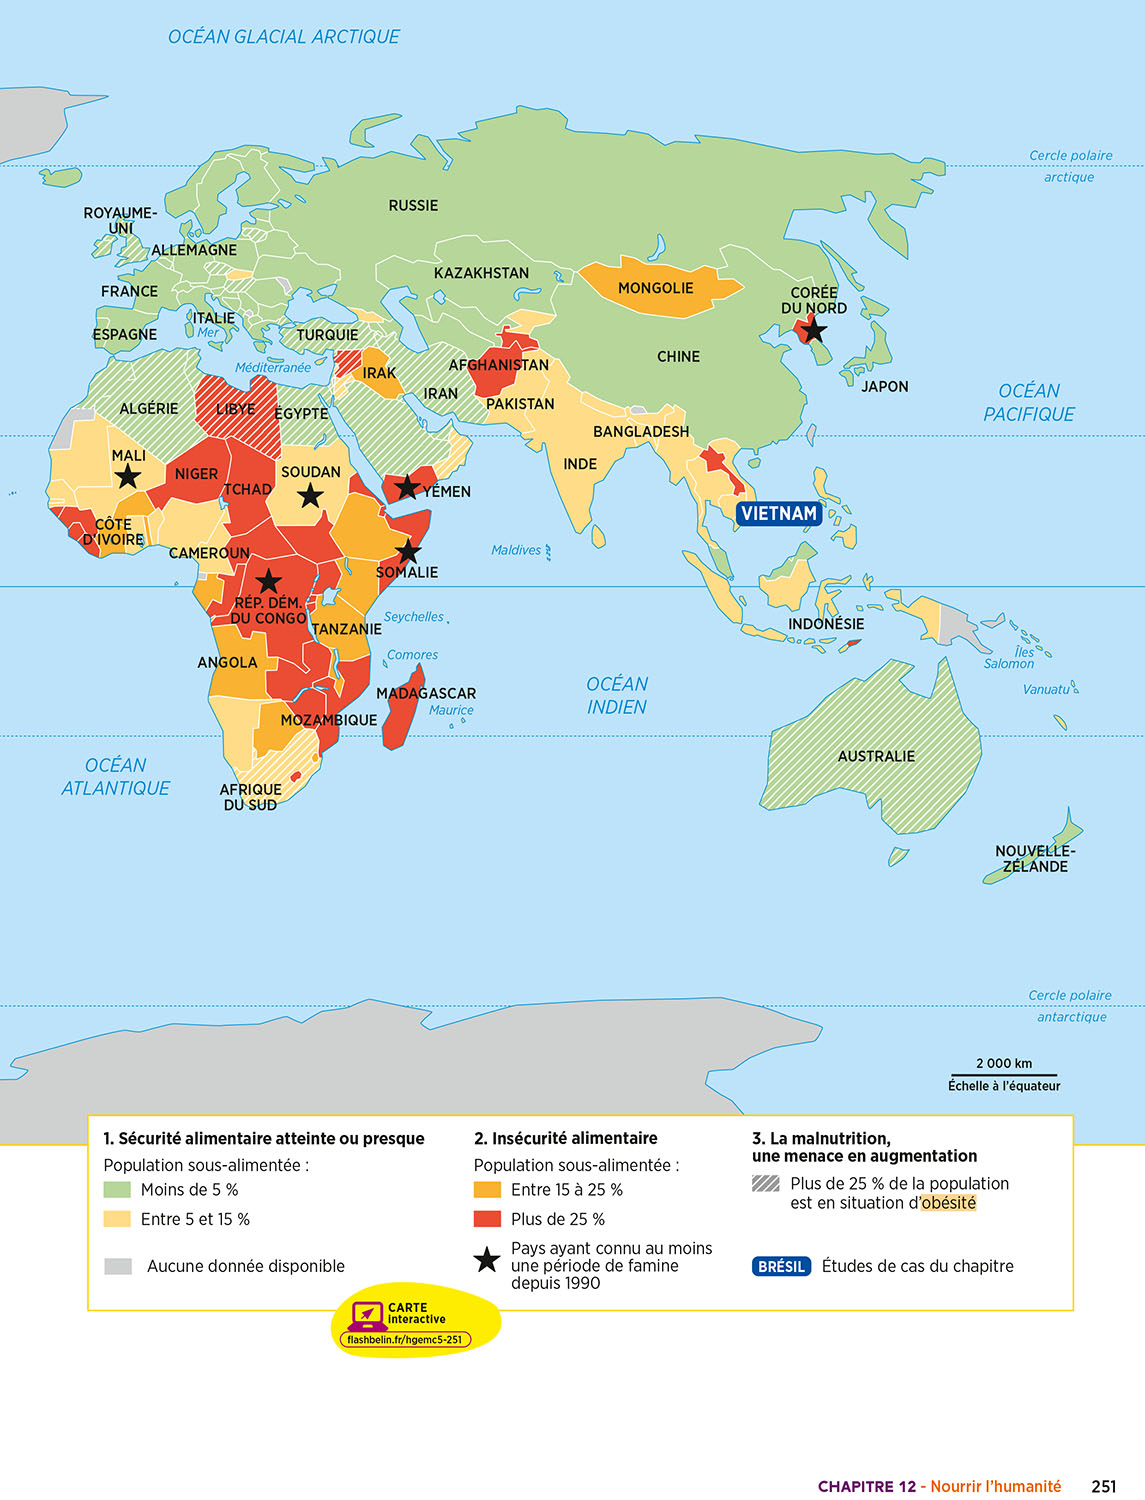 OCÉAN GLACIAL ARCTIQUE
Cercle polaire
arctique
RUSSIE
ROYAUME-
UNI
ALLEMAGNE
KAZAKHSTAN
FRANCE
MONGOLIE
CORÉE
DU NORD
ITALIE
Mer
ESPAGNE
TURQUIE
CHINE
Méditerranée
AFGHANISTAN
IRAK
JAPON
IRAN
OCÉAN
PACIFIQUE
ALGÉRIE
LIBYE
ÉGYPTE
PAKISTAN
BANGLADESH
MALI
NIGER
SOUDAN
INDE
TCHAD
YÉMEN
VIETNAM
CÔTE
D'IVOIRE
CAMEROUN
Maldives
SOMALIE
RÉP. DÉM.
DU CONGO
Seychelles
TANZANIE
INDONÉSIE
Comores
ANGOLA
Îles
Salomon
OCÉAN
INDIEN
MADAGASCAR
Maurice
Vanuatu
MOZAMBIQUE
AUSTRALIE
OCÉAN
ATLANTIQUE
AFRIQUE
DU SUD
NOUVELLE-
ZÉLANDE
Cercle polaire
antarctique
2 000 km
Échelle à l'équateur
1. Sécurité alimentaire atteinte ou presque
Population sous-alimentée :
Moins de 5 %
Entre 5 et 15 %
Aucune donnée disponible
2. Insécurité alimentaire
Population sous-alimentée :
Entre 15 à 25 %
Plus de 25 %
Pays ayant connu au moins
une période de famine
depuis 1990
3. La malnutrition,
une menace en augmentation
Plus de 25 % de la population
est en situation d'obésité
BRÉSIL Études de cas du chapitre
CARTE
interactive
flashbelin.fr/hgemc5-251
CHAPITRE 12 - Nourrir l'humanité 251